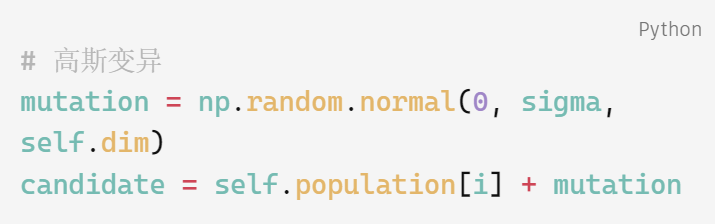 Python
# 高斯变异
mutation = np.random.normal(0, sigma,
self.dim)
candidate = self.population[i] + mutation